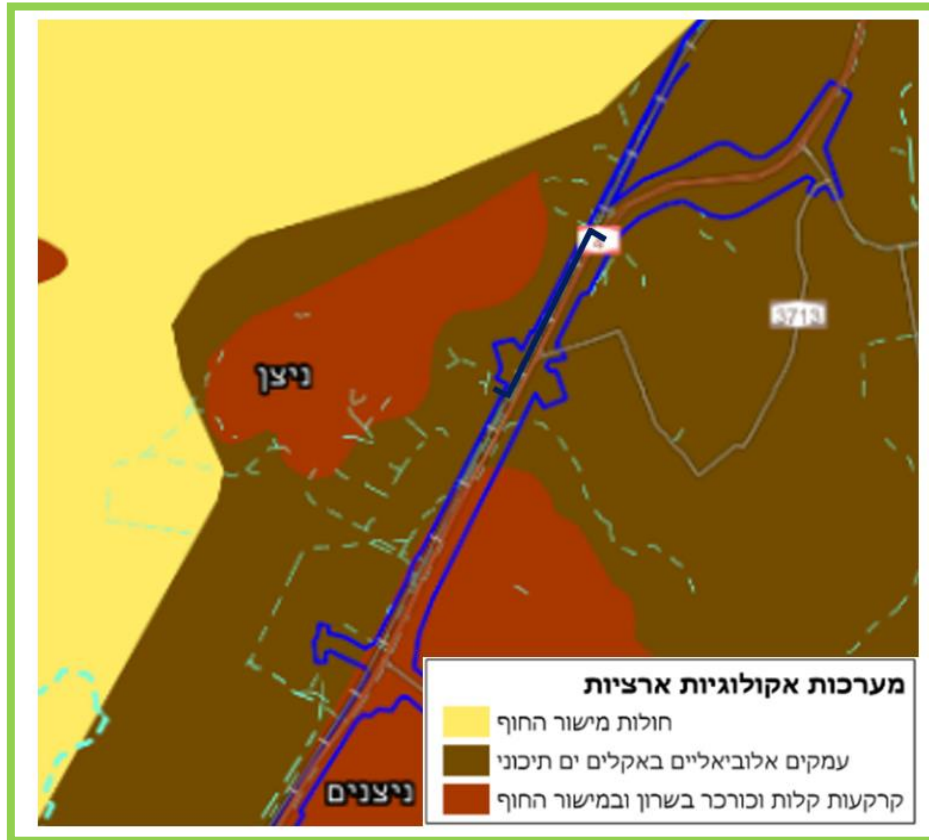 ניצן
3713
ניצנים
מערכות אקולוגיות ארציות
חולות מישור החוף
עמקים אלוביאליים באקלים ים תיכוני
קרקעות קלות וכורכר בשרון ובמישור החוף